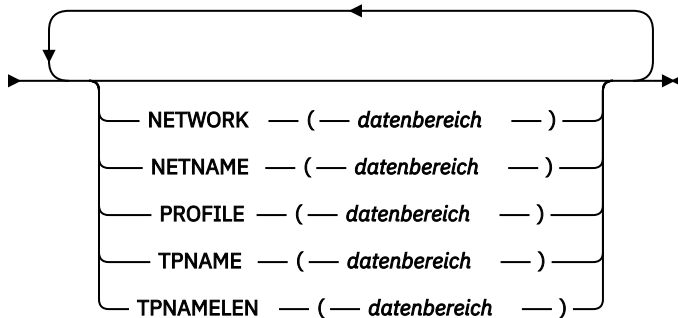 NETWORK ( datenbereich )
NETNAME ( datenbereich )
PROFILE ( datenbereich )
TPNAME ( datenbereich )
TPNAMELEN ( datenbereich )